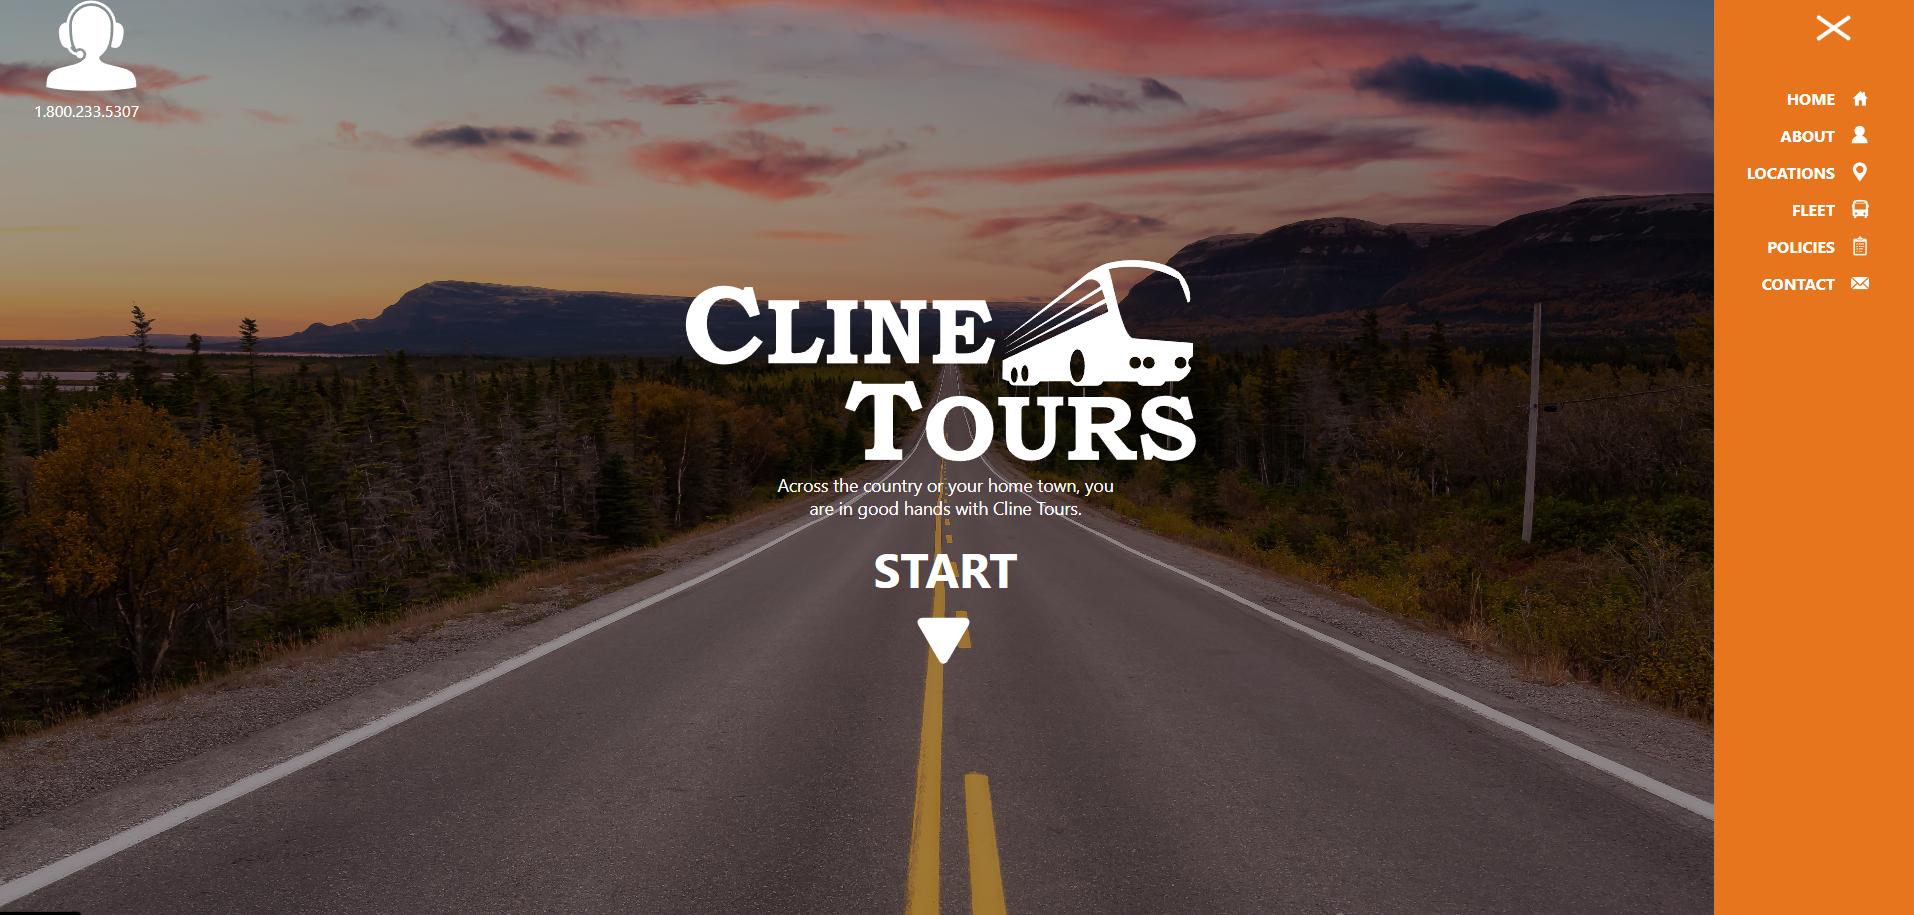 1.800.233.5307
HOME
ABOUT
LOCATIONS
FLEET
POLICIES
CONTACT
CLINE
TOURS
Across the country or your home town, you
are in good hands with Cline Tours.
START